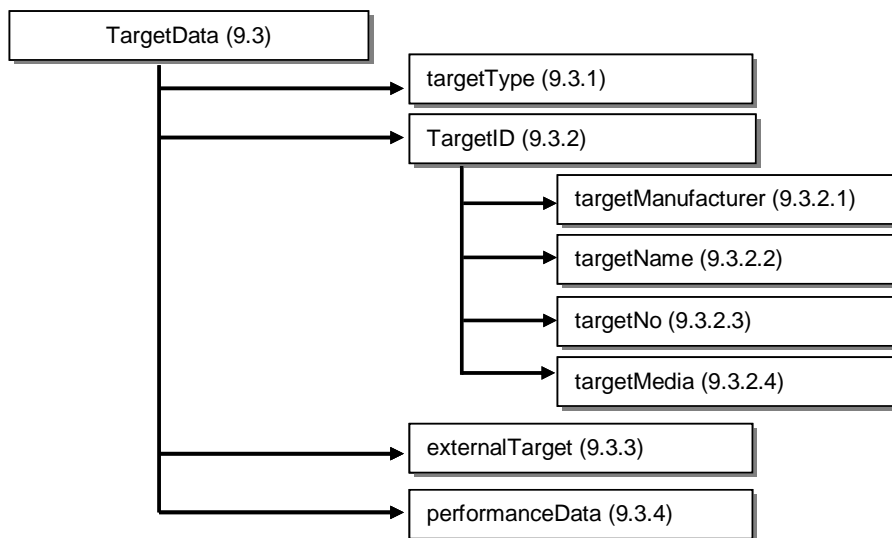 TargetData (9.3)
targetType (9.3.1)
TargetID (9.3.2)
targetManufacturer (9.3.2.1)
targetName (9.3.2.2)
targetNo (9.3.2.3)
targetMedia (9.3.2.4)
externalTarget (9.3.3)
performanceData (9.3.4)